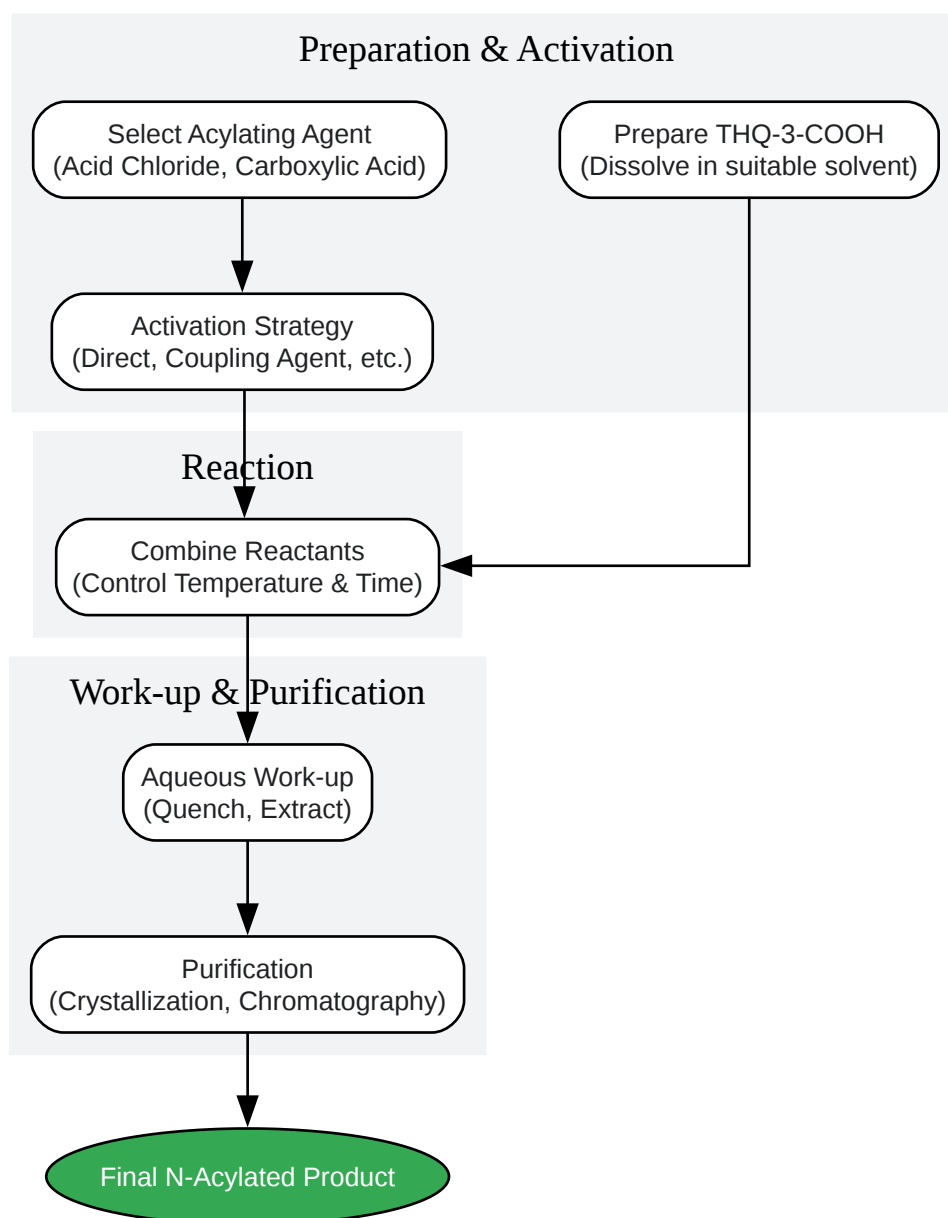 Preparation & Activation
Select Acylating Agent
(Acid Chloride, Carboxylic Acid)
Prepare THQ-3-COOH
(Dissolve in suitable solvent)
Activation Strategy
(Direct, Coupling Agent, etc.)
Reaction
Combine Reactants
(Control Temperature & Time)
Work-up & Purification
Aqueous Work-up
(Quench, Extract)
Purification
(Crystallization, Chromatography)
Final N-Acylated Product